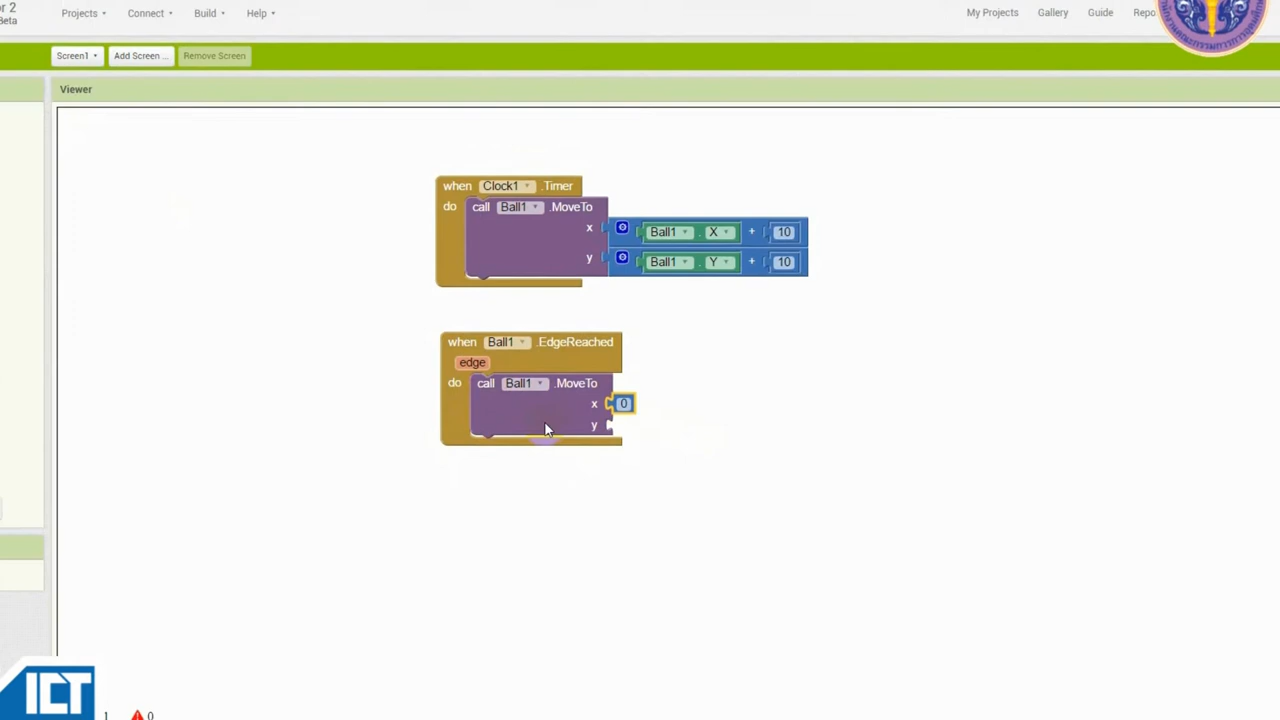 or 2
Beta
Projects
Connect
Build
Help
My Projects
Gallery
Guide
Repo
Screen1
Add Screen ...
Remove Screen
Viewer
when Clock1 .Timer
do call Ball1 .MoveTo
x Ball1 . X + 10
y Ball1 . Y + 10
when Ball1 .EdgeReached
edge
do call Ball1 .MoveTo
x 0
y
ICT
1 0